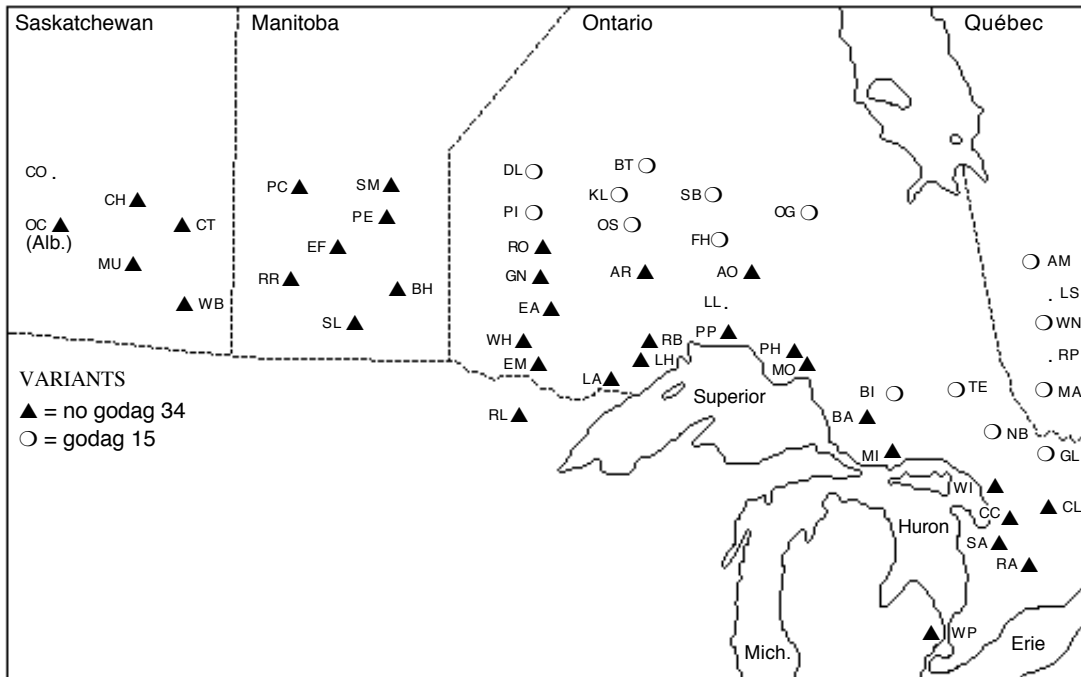 Saskatchewan Manitoba Ontario Québec
CO
BT
DL
PC
SM
CH
KL
SB
PI
PE
OG
OC
CT
OS
(Alb.)
FH
EF
RO
MU
AM
AR
AO
GN
RR
BH
LS
WB
EA
LL
SL
WN
PP
WH
RB
PH
LH
RP
EM
MO
VARIANTS
LA
▲ = no godag 34
Superior
BI
TE
MA
RL
BA
❍ = godag 15
NB
MI
GL
WI
CL
CC
Huron
SA
RA
WP
Mich.
Erie